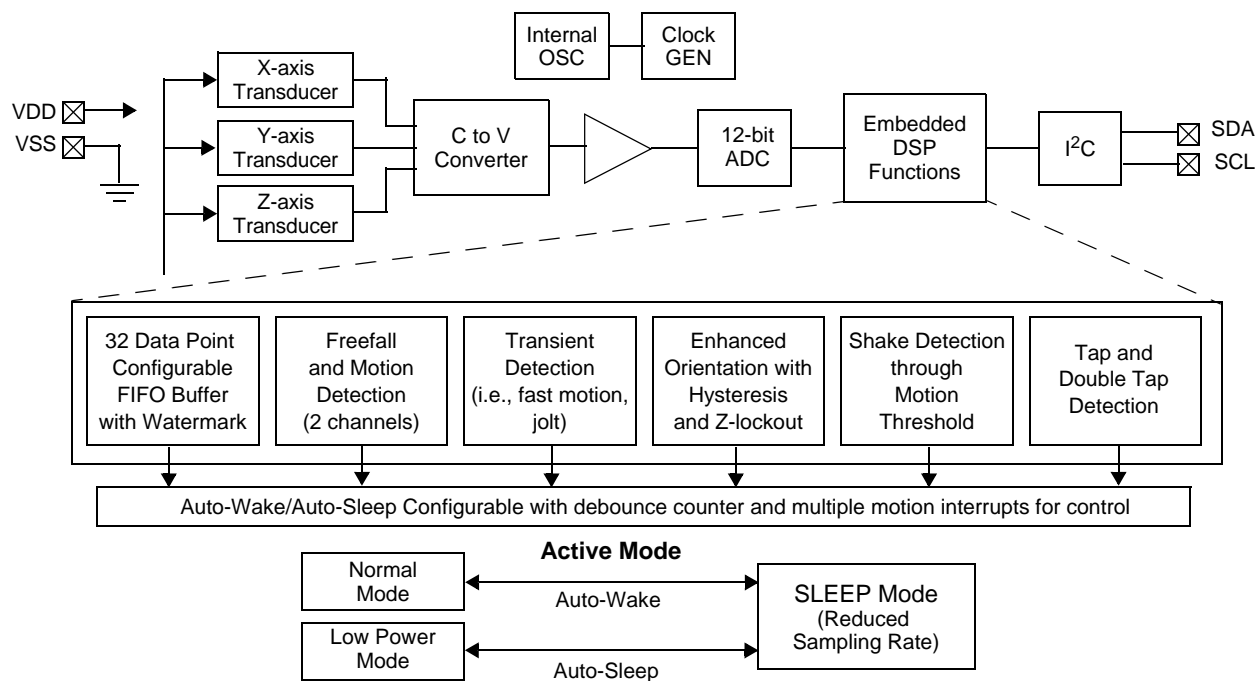 Internal
OSC
Clock
GEN
X-axis
Transducer
VDD
VSS
Y-axis
Transducer
Z-axis
Transducer
C to V
Converter
12-bit
ADC
Embedded
DSP
Functions
I²C
SDA
SCL
32 Data Point
Configurable
FIFO Buffer
with Watermark
Freefall
and Motion
Detection
(2 channels)
Transient
Detection
(i.e., fast motion,
jolt)
Enhanced
Orientation with
Hysteresis
and Z-lockout
Shake Detection
through
Motion
Threshold
Tap and
Double Tap
Detection
Auto-Wake/Auto-Sleep Configurable with debounce counter and multiple motion interrupts for control
Active Mode
Normal
Mode
Auto-Wake
Low Power
Mode
Auto-Sleep
SLEEP Mode
(Reduced
Sampling Rate)